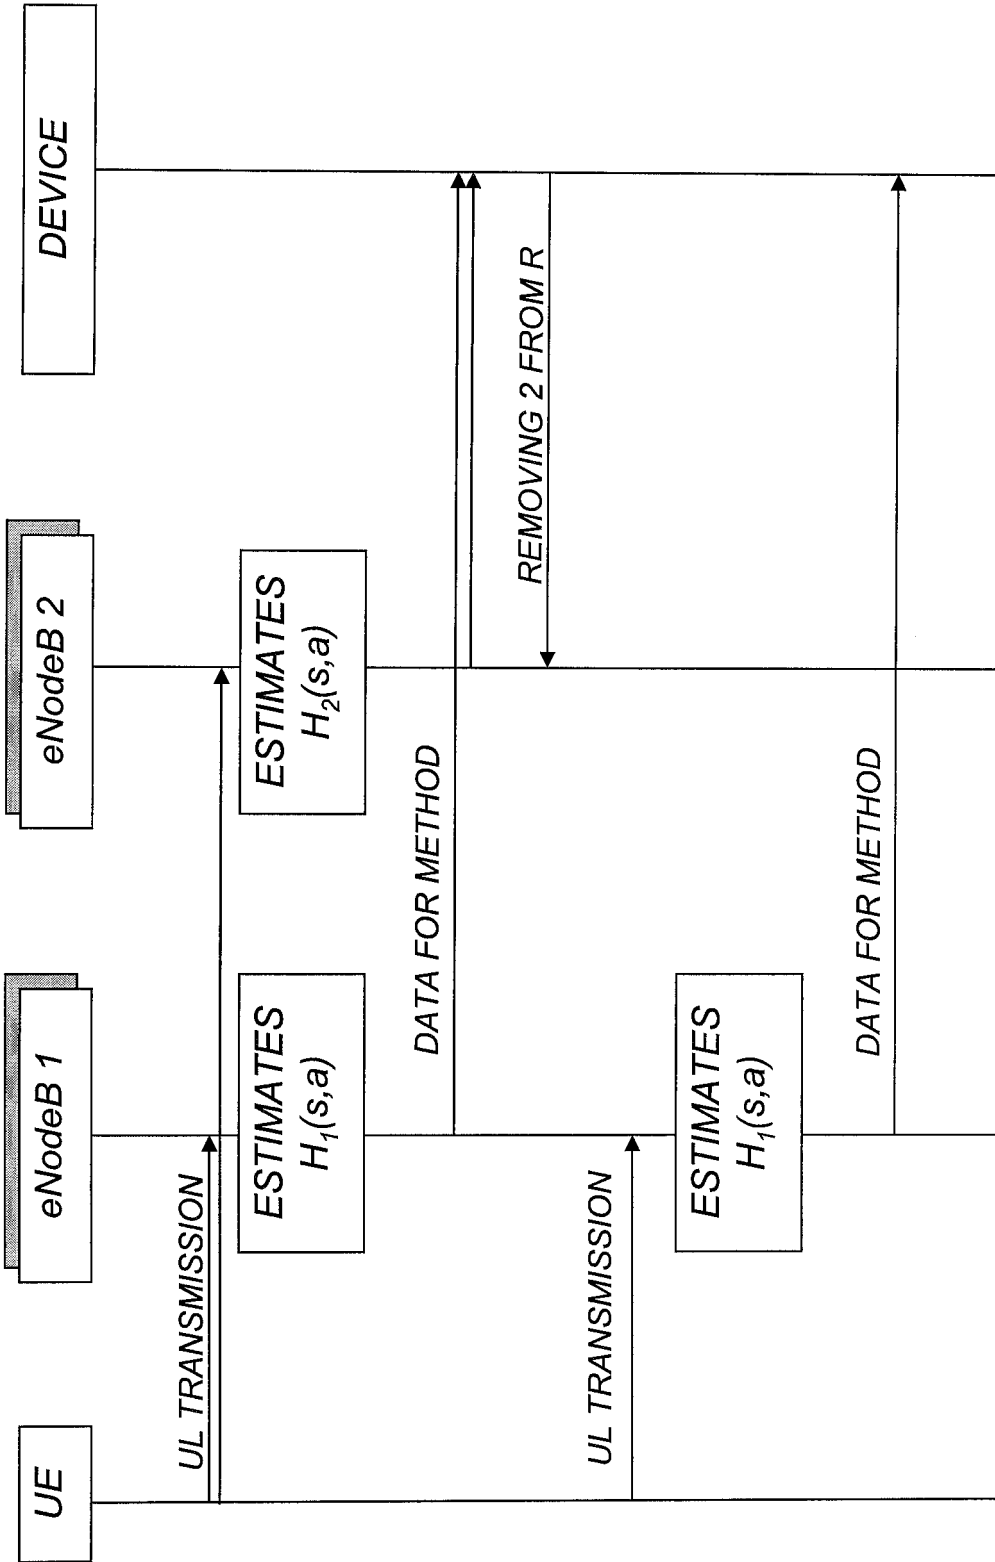 UE
eNodeB 1
eNodeB 2
DEVICE
UL TRANSMISSION
ESTIMATES
H₁(s,a)
ESTIMATES
H₂(s,a)
DATA FOR METHOD
REMOVING 2 FROM R
UL TRANSMISSION
ESTIMATES
H₁(s,a)
DATA FOR METHOD